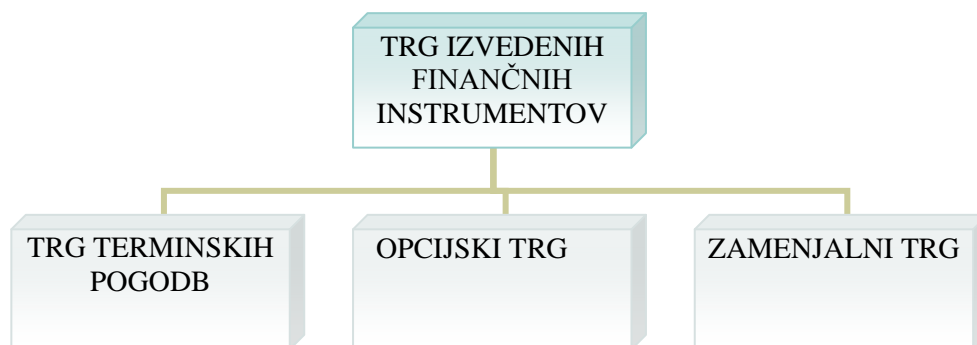 TRG IZVEDENIH
FINANČNIH
INSTRUMENTOV
TRG TERMINSKIH
POGODB
OPCIJSKI TRG
ZAMENJALNI TRG